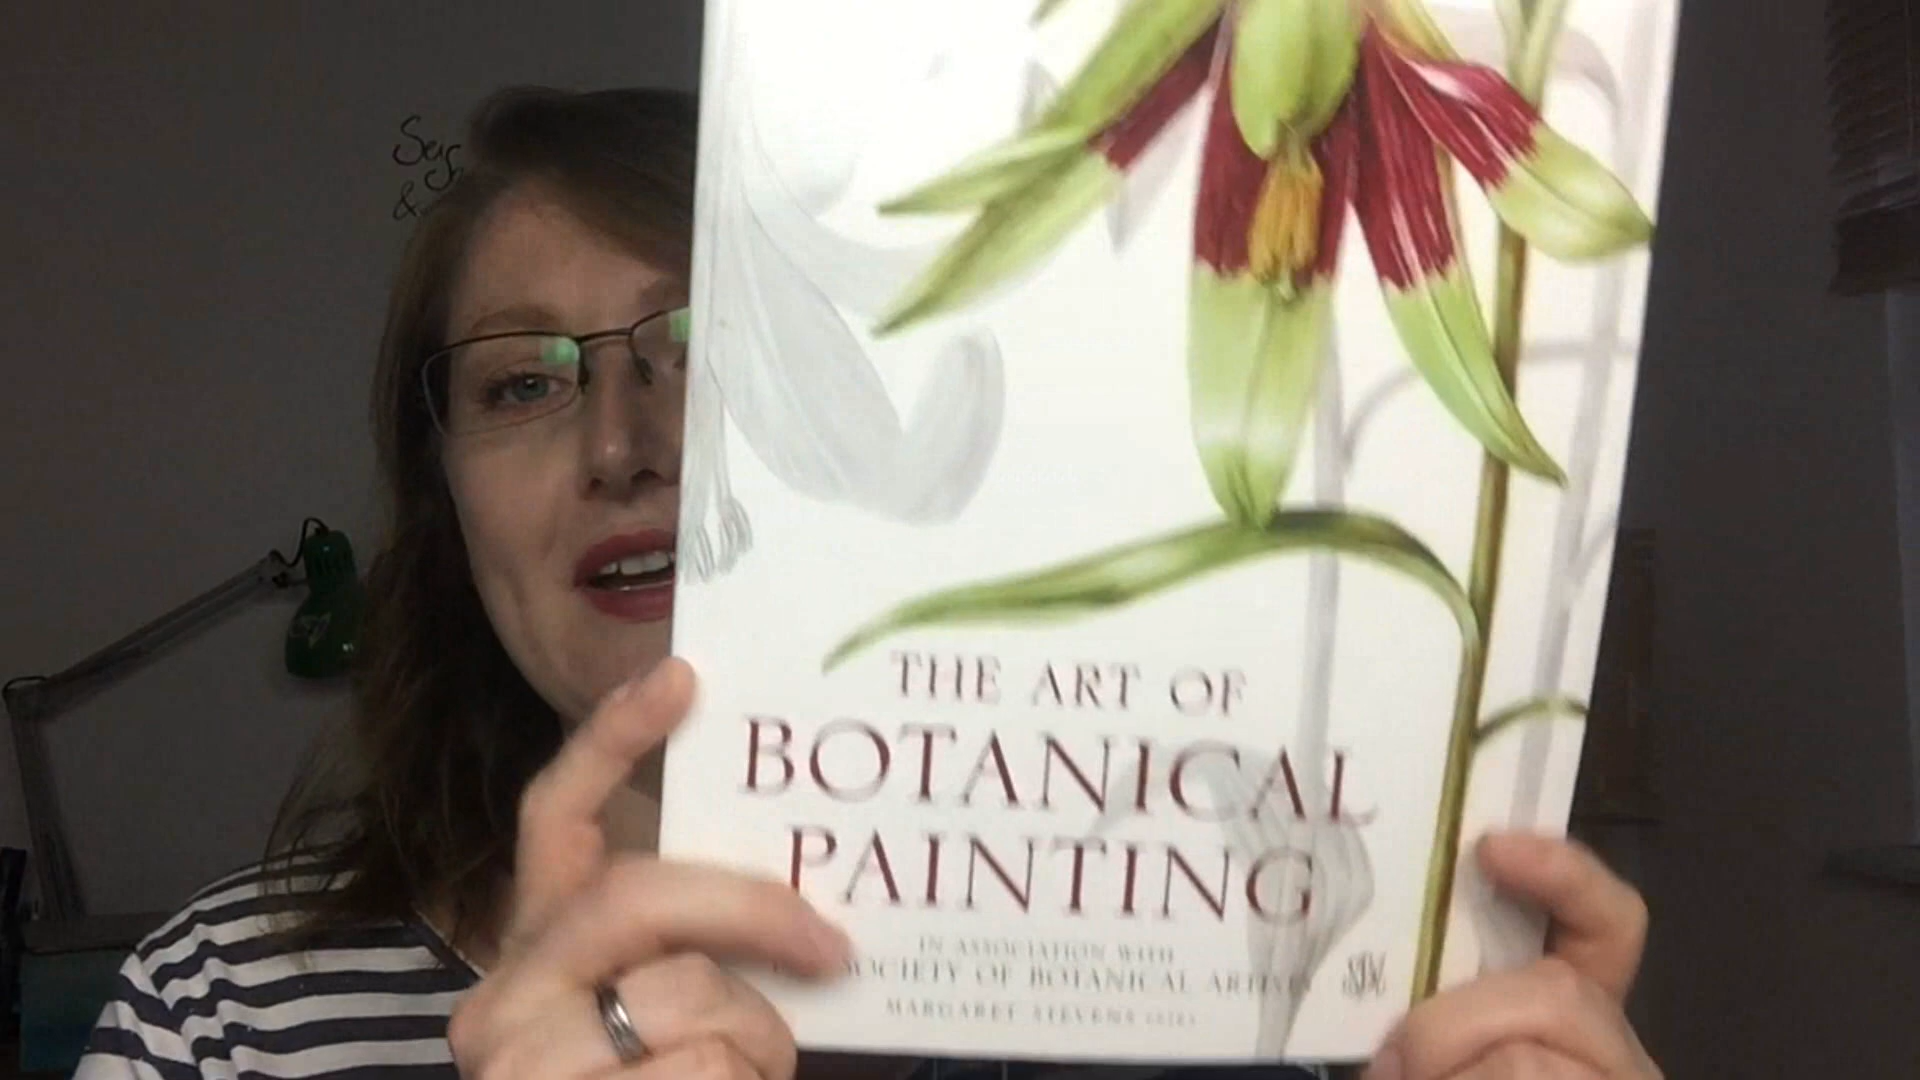 &
THE ART OF
BOTANICAL
PAINTING
IN ASSOCIATION WITH
SOCIETY OF BOTANICAL ARTISTS
MARGARET STEVENS